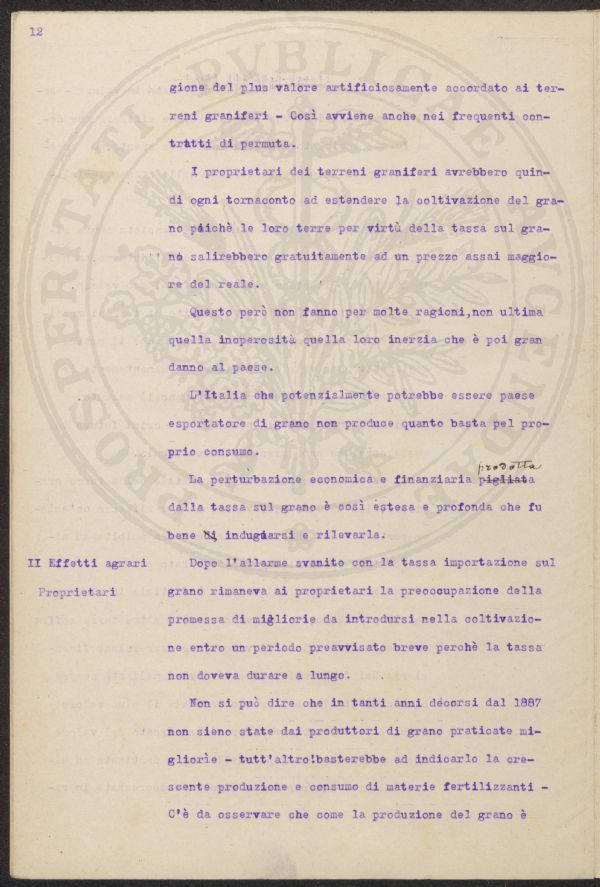 12
gione del plus valore artificiosamente accordato ai ter-
reni graniferi - Così avviene anche nei frequenti con-
tratti di permuta.
I proprietari dei terreni graniferi avrebbero quin-
di ogni tornaconto ad estendere la coltivazione del gra-
no poichè le loro terre per virtù della tassa sul gra-
no salirebbero gratuitamente ad un prezzo assai maggio-
re del reale.
Questo però non fanno per molte ragioni,non ultima
quella inoperosità quella loro inerzia che è poi gran
danno al paese.
L'Italia che potenzialmente potrebbe essere paese
esportatore di grano non produce quanto basta pel pro-
prio consumo.
prodotta
La perturbazione economica e finanziaria pigliata
dalla tassa sul grano è così estesa e profonda che fu
bene di indugiarsi e rilevarla.
II Effetti agrari
Proprietari
Dopo l'allarme svanito con la tassa importazione sul
grano rimaneva ai proprietari la preoccupazione della
promessa di migliorie da introdursi nella coltivazio-
ne entro un periodo preavvisato breve perchè la tassa
non doveva durare a lungo.
Non si può dire che in tanti anni decorsi dal 1887
non sieno state dai produttori di grano praticate mi-
gliorie - tutt'altro!basterebbe ad indicarlo la cre-
scente produzione e consumo di materie fertilizzanti -
C'è da osservare che come la produzione del grano è
PROSPERITATI PVBLICAE AVGENDAE